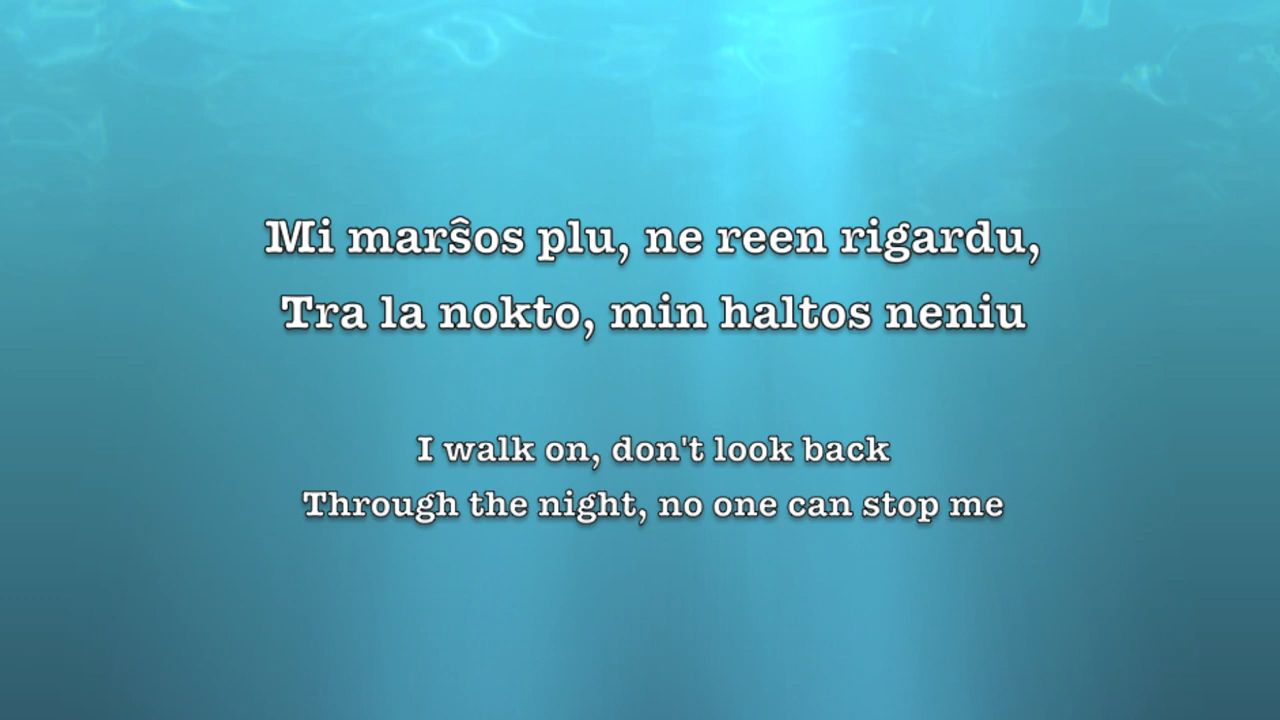 Mi marŝos plu, ne reen rigardu,
Tra la nokto, min haltos neniu
I walk on, don't look back
Through the night, no one can stop me